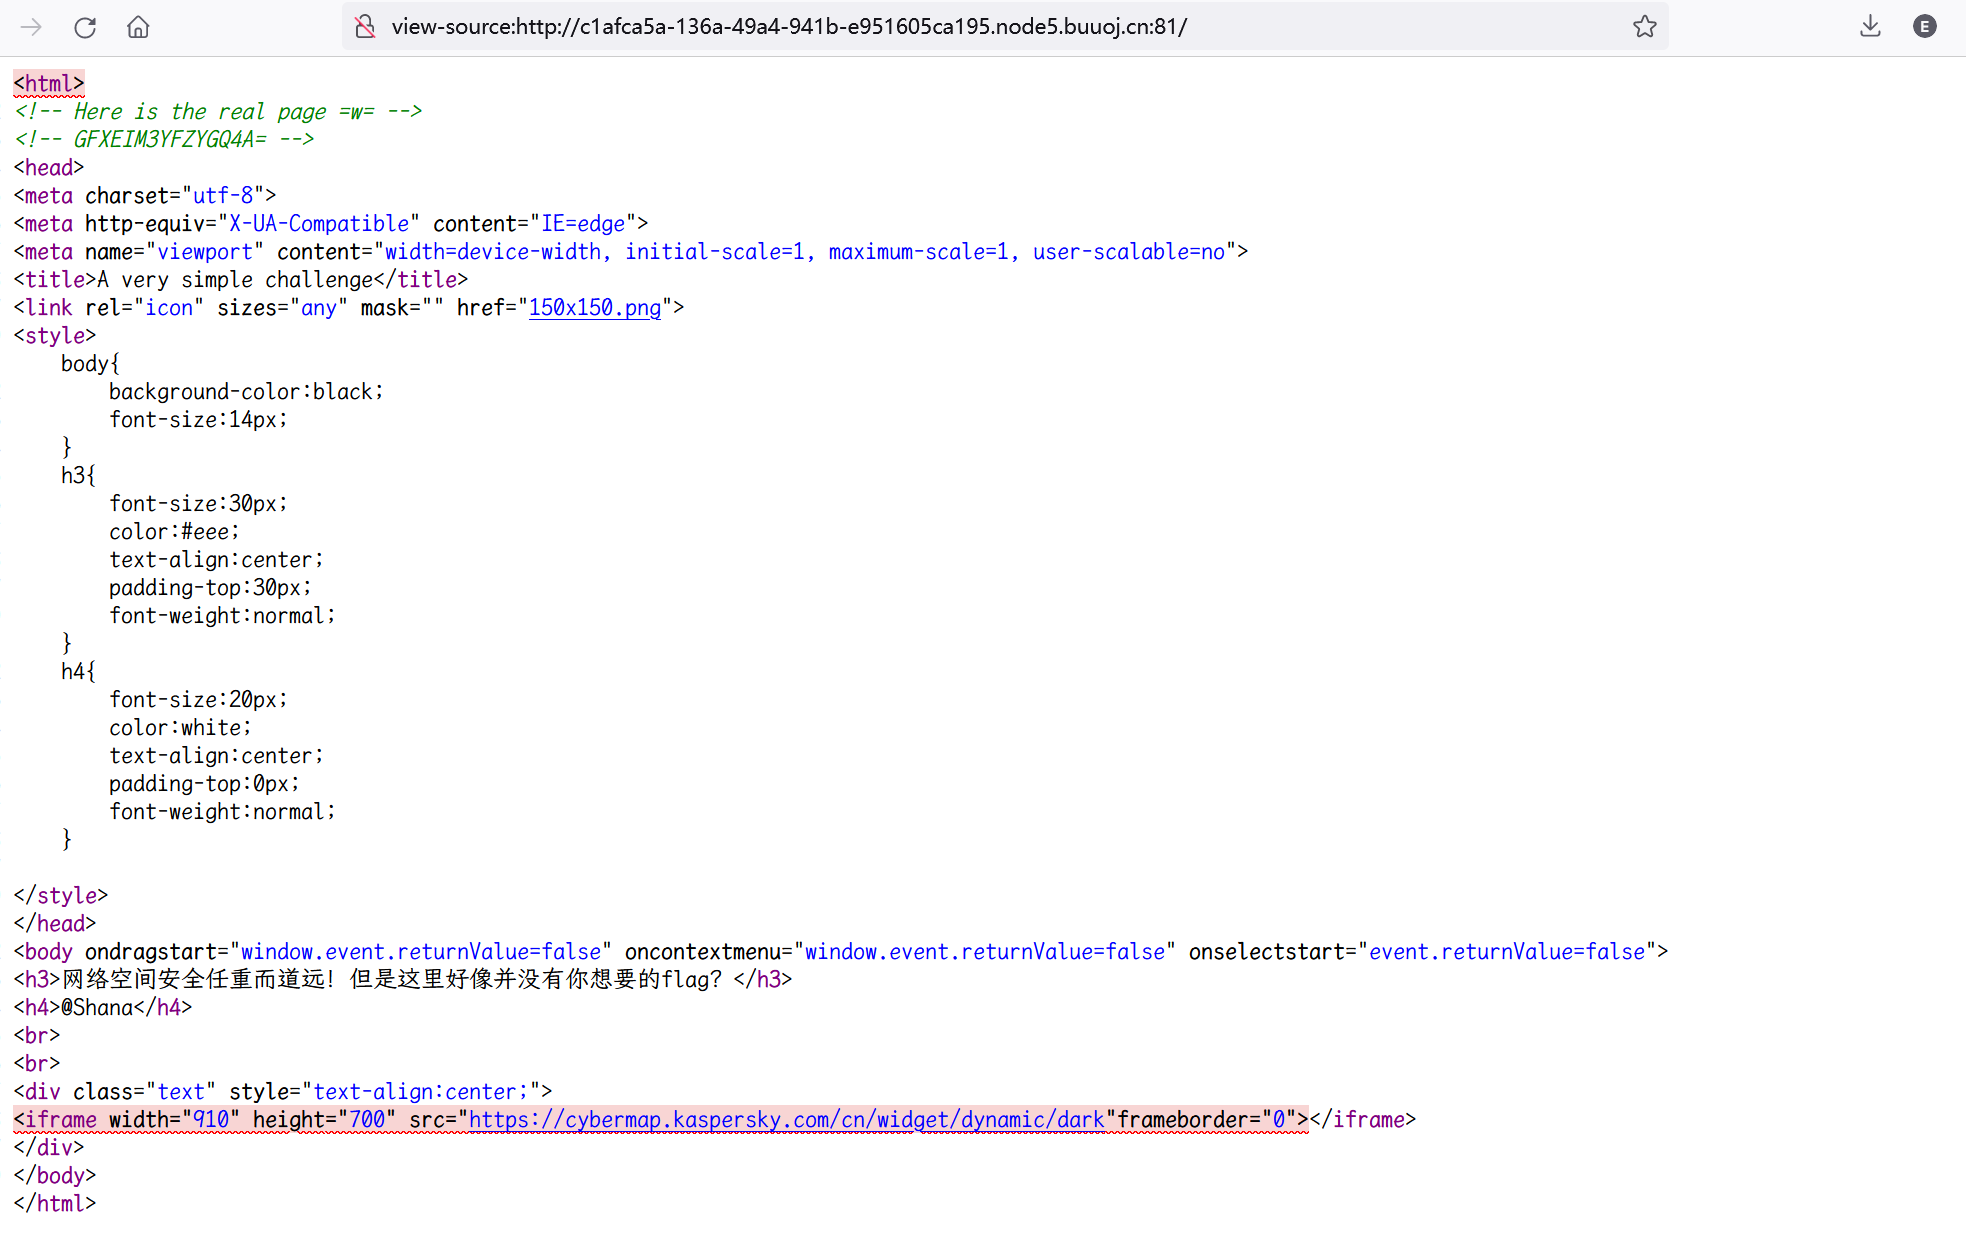 view-source:http://c1afca5a-136a-49a4-941b-e951605ca195.node5.buuoj.cn:81/
E
<html>
<!-- Here is the real page =w= -->
<!-- GFXEIM3YFZYGQ4A= -->
<head>
<meta charset="utf-8">
<meta http-equiv="X-UA-Compatible" content="IE=edge">
<meta name="viewport" content="width=device-width, initial-scale=1, maximum-scale=1, user-scalable=no">
<title>A very simple challenge</title>
<link rel="icon" sizes="any" mask="" href="150x150.png">
<style>
    body{
        background-color:black;
        font-size:14px;
    }
    h3{
        font-size:30px;
        color:#eee;
        text-align:center;
        padding-top:30px;
        font-weight:normal;
    }
    h4{
        font-size:20px;
        color:white;
        text-align:center;
        padding-top:0px;
        font-weight:normal;
    }
</style>
</head>
<body ondragstart="window.event.returnValue=false" oncontextmenu="window.event.returnValue=false" onselectstart="event.returnValue=false">
<h3>网络空间安全任重而道远！但是这里好像并没有你想要的flag？</h3>
<h4>@Shana</h4>
<br>
<br>
<div class="text" style="text-align:center;">
<iframe width="910" height="700" src="https://cybermap.kaspersky.com/cn/widget/dynamic/dark"frameborder="0"></iframe>
</div>
</body>
</html>